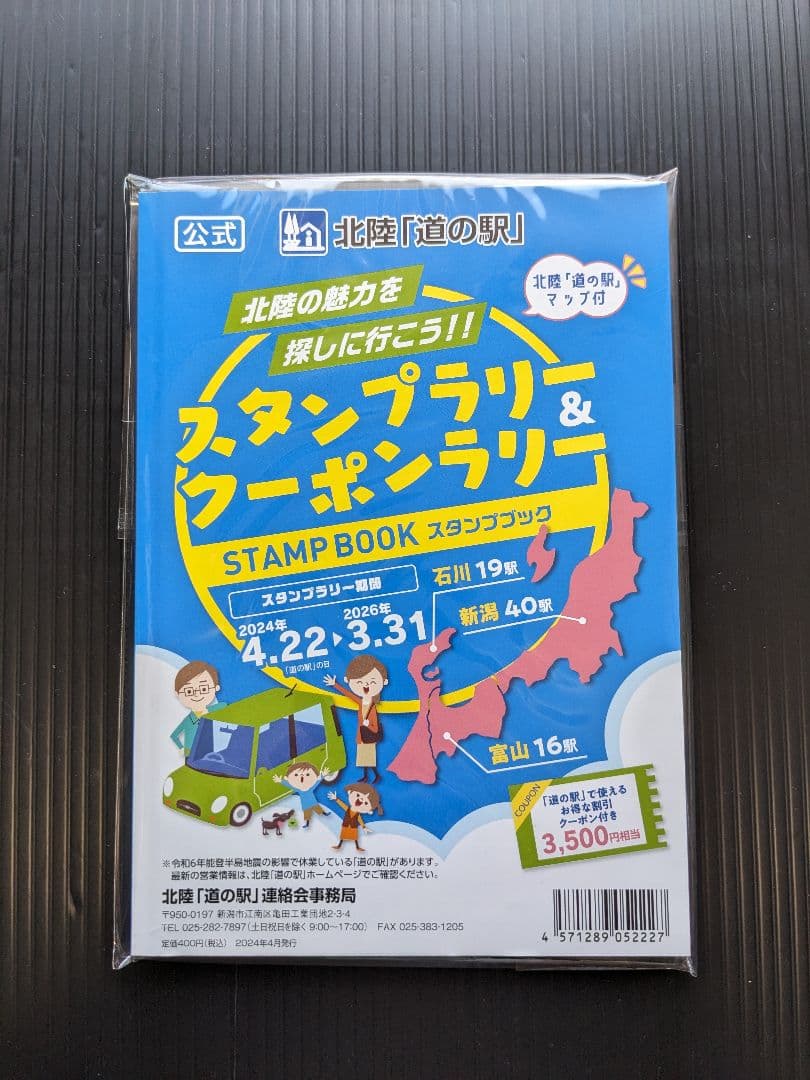 公式
北陸「道の駅」
北陸「道の駅」
マップ付
北陸の魅力を
探しに行こう!!
スタンプラリー
&
クーポンラリー
STAMP BOOK スタンプブック
スタンプラリー期間
2024年
4.22
2026年
3.31
「道の駅」の日
石川 19駅
新潟 40駅
富山 16駅
COUPON
「道の駅」で使える
お得な割引
クーポン付き
3,500円相当
※令和6年能登半島地震の影響で休業している「道の駅」があります。
最新の営業情報は、北陸「道の駅」ホームページでご確認ください。
北陸「道の駅」連絡会事務局
〒950-0197 新潟市江南区亀田工業団地2-3-4
TEL 025-282-7897(土日祝日を除く 9:00〜17:00) FAX 025-383-1205
定価400円(税込) 2024年4月発行
4 571289 052227